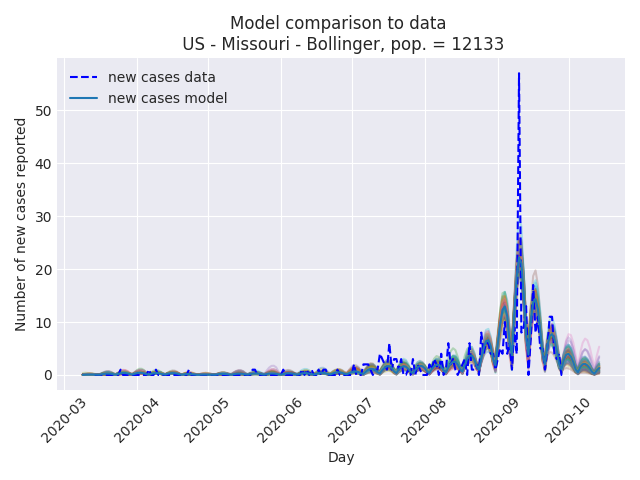 Model comparison to data
US - Missouri - Bollinger, pop. = 12133
new cases data
new cases model
Number of new cases reported
50
40
30
20
10
0
2020-03
2020-04
2020-05
2020-06
2020-07
2020-08
2020-09
2020-10
Day